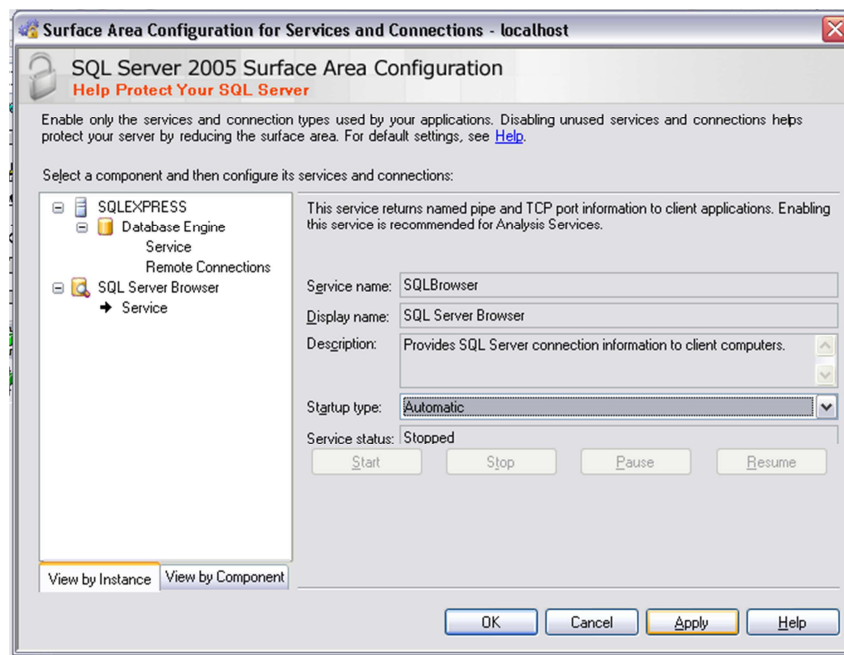 Surface Area Configuration for Services and Connections - localhost
SQL Server 2005 Surface Area Configuration
Help Protect Your SQL Server
Enable only the services and connection types used by your applications. Disabling unused services and connections helps
protect your server by reducing the surface area. For default settings, see Help.
Select a component and then configure its services and connections:
SQLEXPRESS
Database Engine
Service
Remote Connections
SQL Server Browser
Service
This service returns named pipe and TCP port information to client applications. Enabling
this service is recommended for Analysis Services.
Service name: SQLBrowser
Display name: SQL Server Browser
Description: Provides SQL Server connection information to client computers.
Startup type: Automatic
Service status: Stopped
Start Stop Pause Resume
View by Instance View by Component
OK Cancel Apply Help